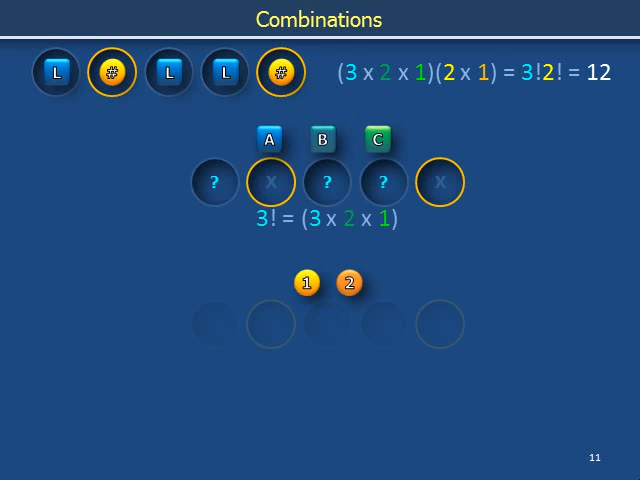 Combinations
L # L L # (3 x 2 x 1)(2 x 1) = 3!2! = 12
A B C
? X ? ? X
3! = (3 x 2 x 1)
1 2
11